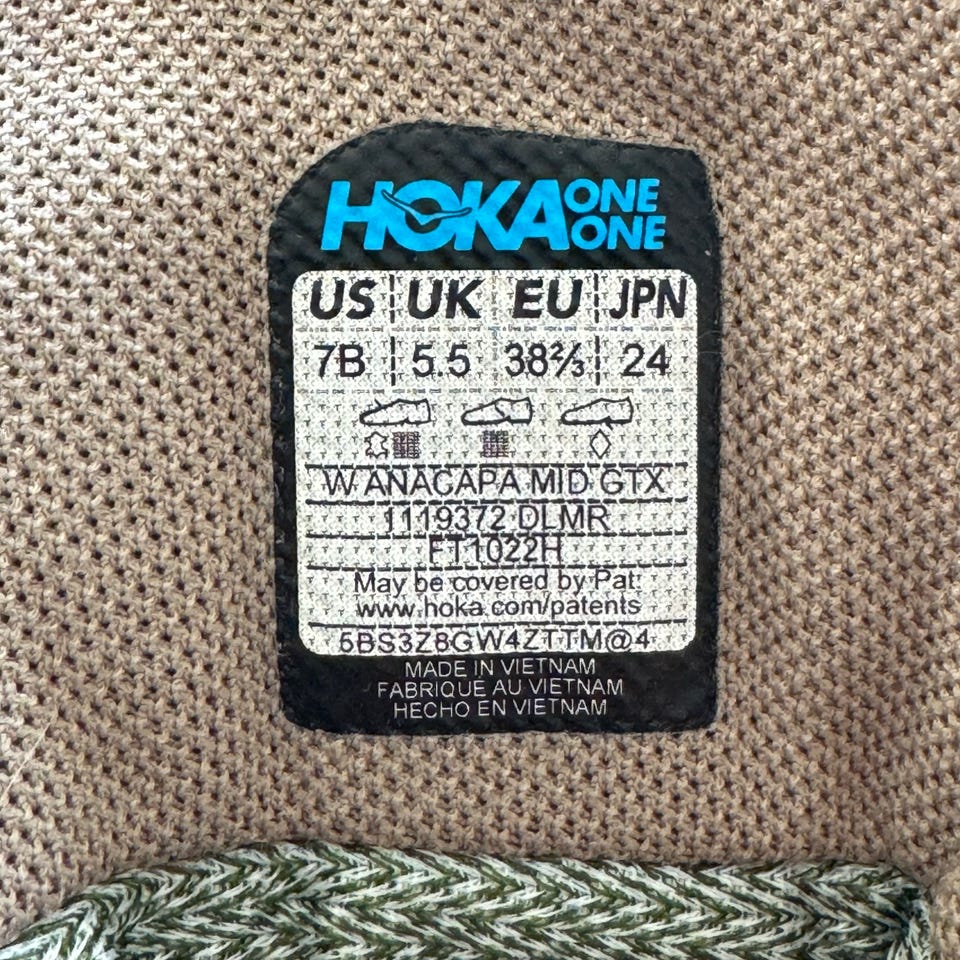 HOKA ONE ONE
US UK EU JPN
7B 5.5 38⅔ 24
W ANACAPA MID GTX
1119372 DLMR
FT1022H
May be covered by Pat:
www.hoka.com/patents
5BS3Z8GW4ZTTM@4
MADE IN VIETNAM
FABRIQUE AU VIETNAM
HECHO EN VIETNAM